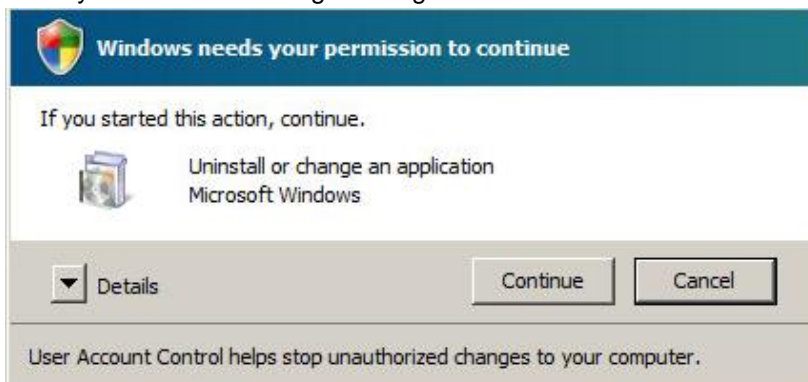 Windows needs your permission to continue
If you started this action, continue.
Uninstall or change an application
Microsoft Windows
Details
Continue
Cancel
User Account Control helps stop unauthorized changes to your computer.